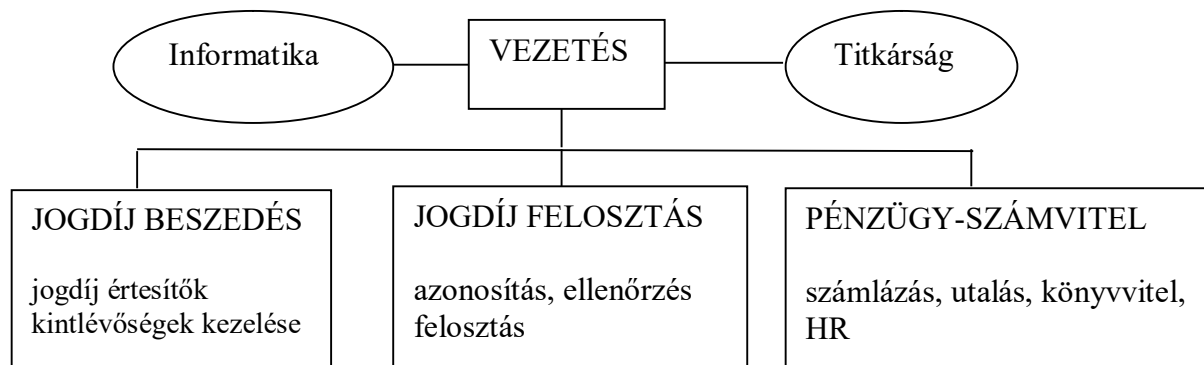 Informatika
VEZETÉS
Titkárság
JOGDÍJ BESZEDÉS
jogdíj értesítők
kintlévőségek kezelése
JOGDÍJ FELOSZTÁS
azonosítás, ellenőrzés
felosztás
PÉNZÜGY-SZÁMVITEL
számlázás, utalás, könyvvitel,
HR